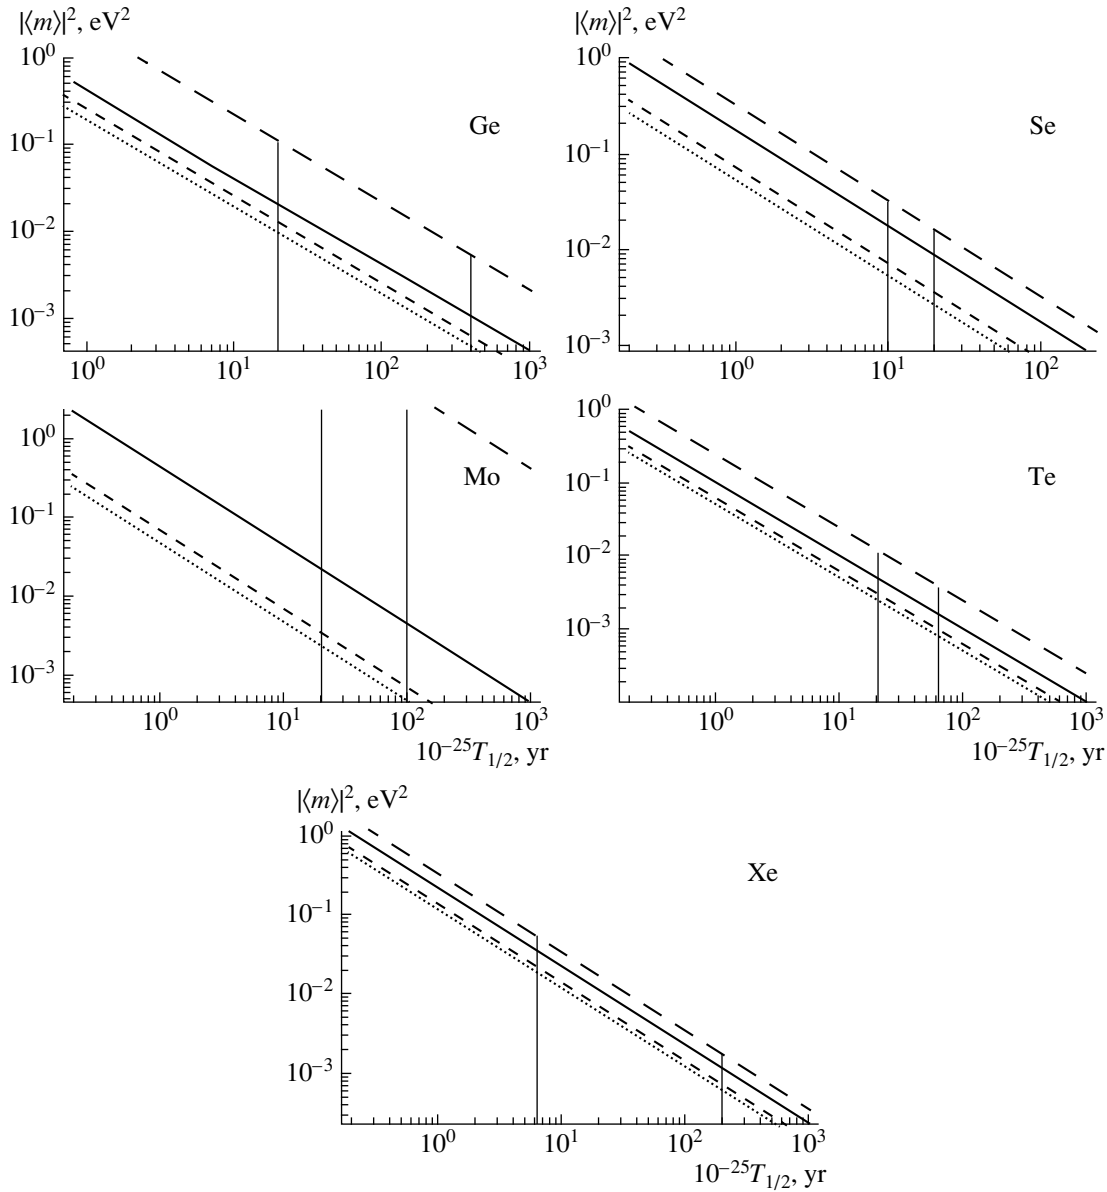 |⟨m⟩|², eV²
10⁰
10⁻¹
10⁻²
10⁻³
Ge
10⁰ 10¹ 10² 10³
|⟨m⟩|², eV²
10⁰
10⁻¹
10⁻²
10⁻³
Se
10⁰ 10¹ 10²
10⁰
10⁻¹
10⁻²
10⁻³
Mo
10⁰ 10¹ 10² 10³
10⁻²⁵T₁/₂, yr
10⁰
10⁻¹
10⁻²
10⁻³
Te
10⁰ 10¹ 10² 10³
10⁻²⁵T₁/₂, yr
|⟨m⟩|², eV²
10⁰
10⁻¹
10⁻²
10⁻³
Xe
10⁰ 10¹ 10² 10³
10⁻²⁵T₁/₂, yr